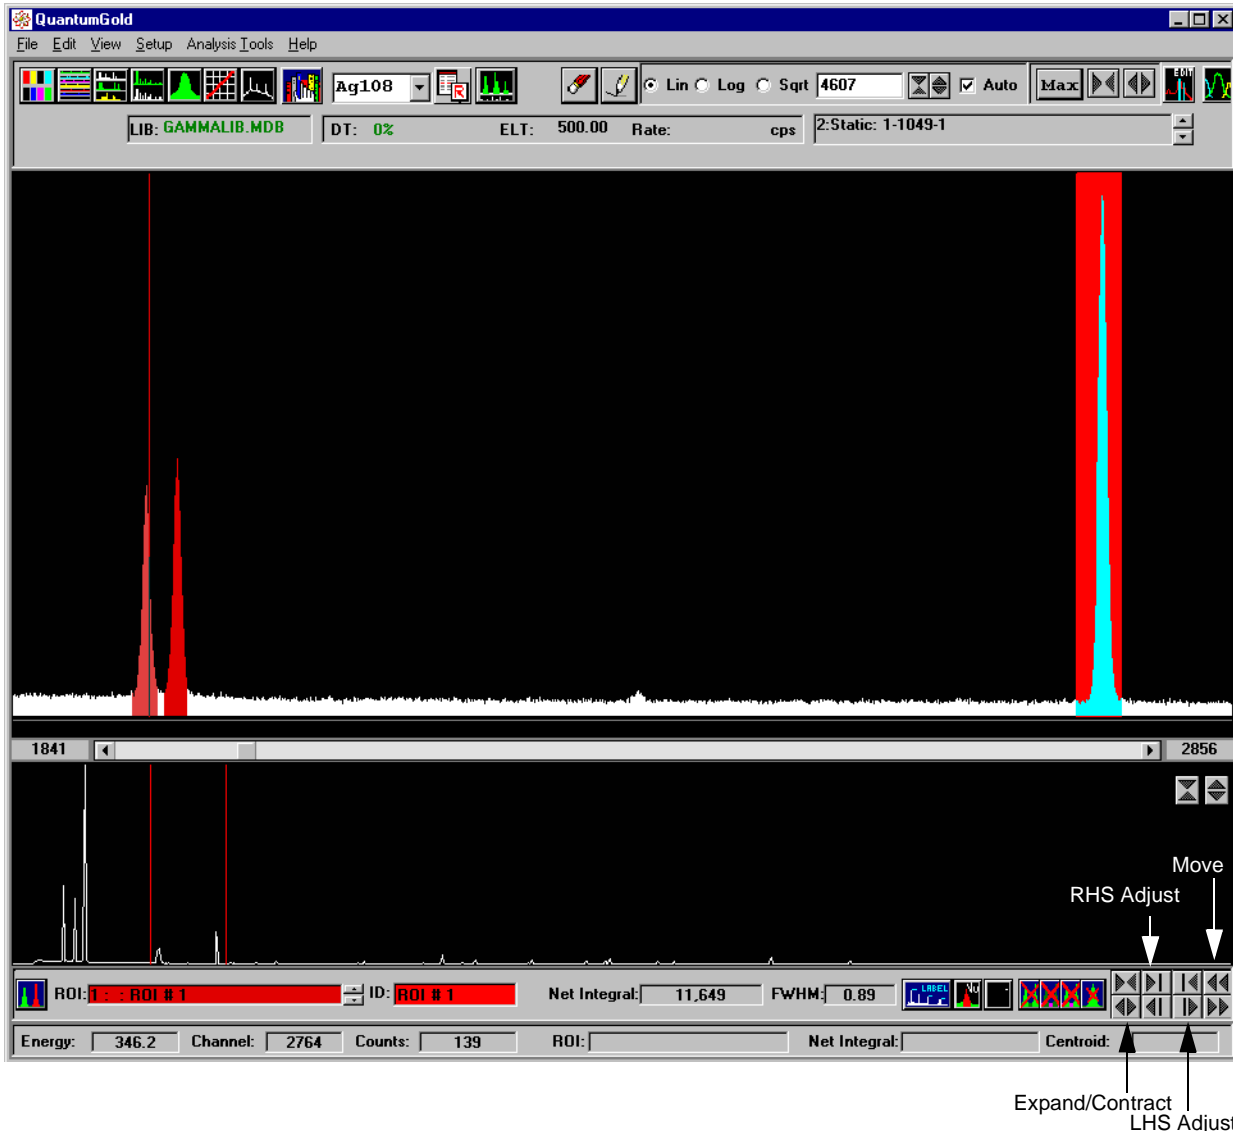 QuantumGold
File Edit View Setup Analysis Tools Help
Ag108 Lin Log Sqrt 4607 Auto Max EDIT
LIB: GAMMALIB.MDB DT: 0% ELT: 500.00 Rate: cps 2:Static: 1-1049-1
1841 2856
Move
RHS Adjust
ROI: 1 : : ROI # 1 ID: ROI # 1 Net Integral: 11,649 FWHM: 0.89 LABEL Nu
Energy: 346.2 Channel: 2764 Counts: 139 ROI: Net Integral: Centroid:
Expand/Contract
LHS Adjust